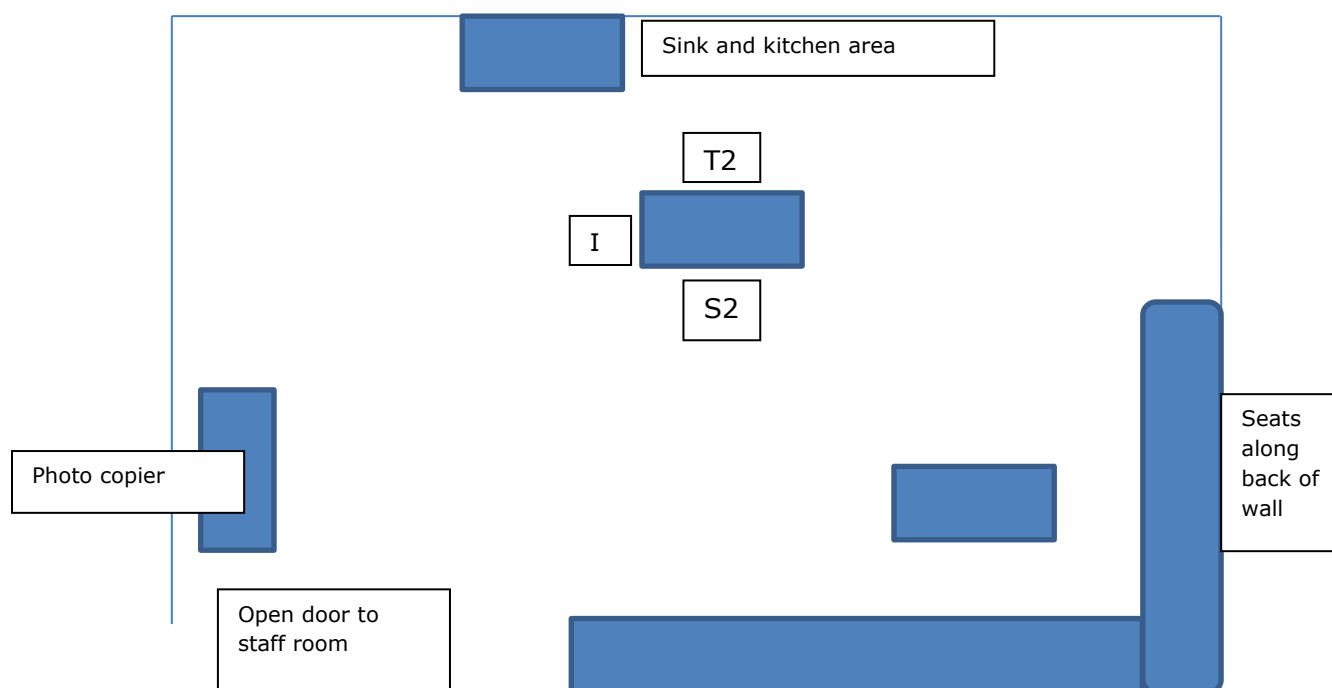 Sink and kitchen area
T2
I
S2
Seats
along
back of
wall
Photo copier
Open door to
staff room